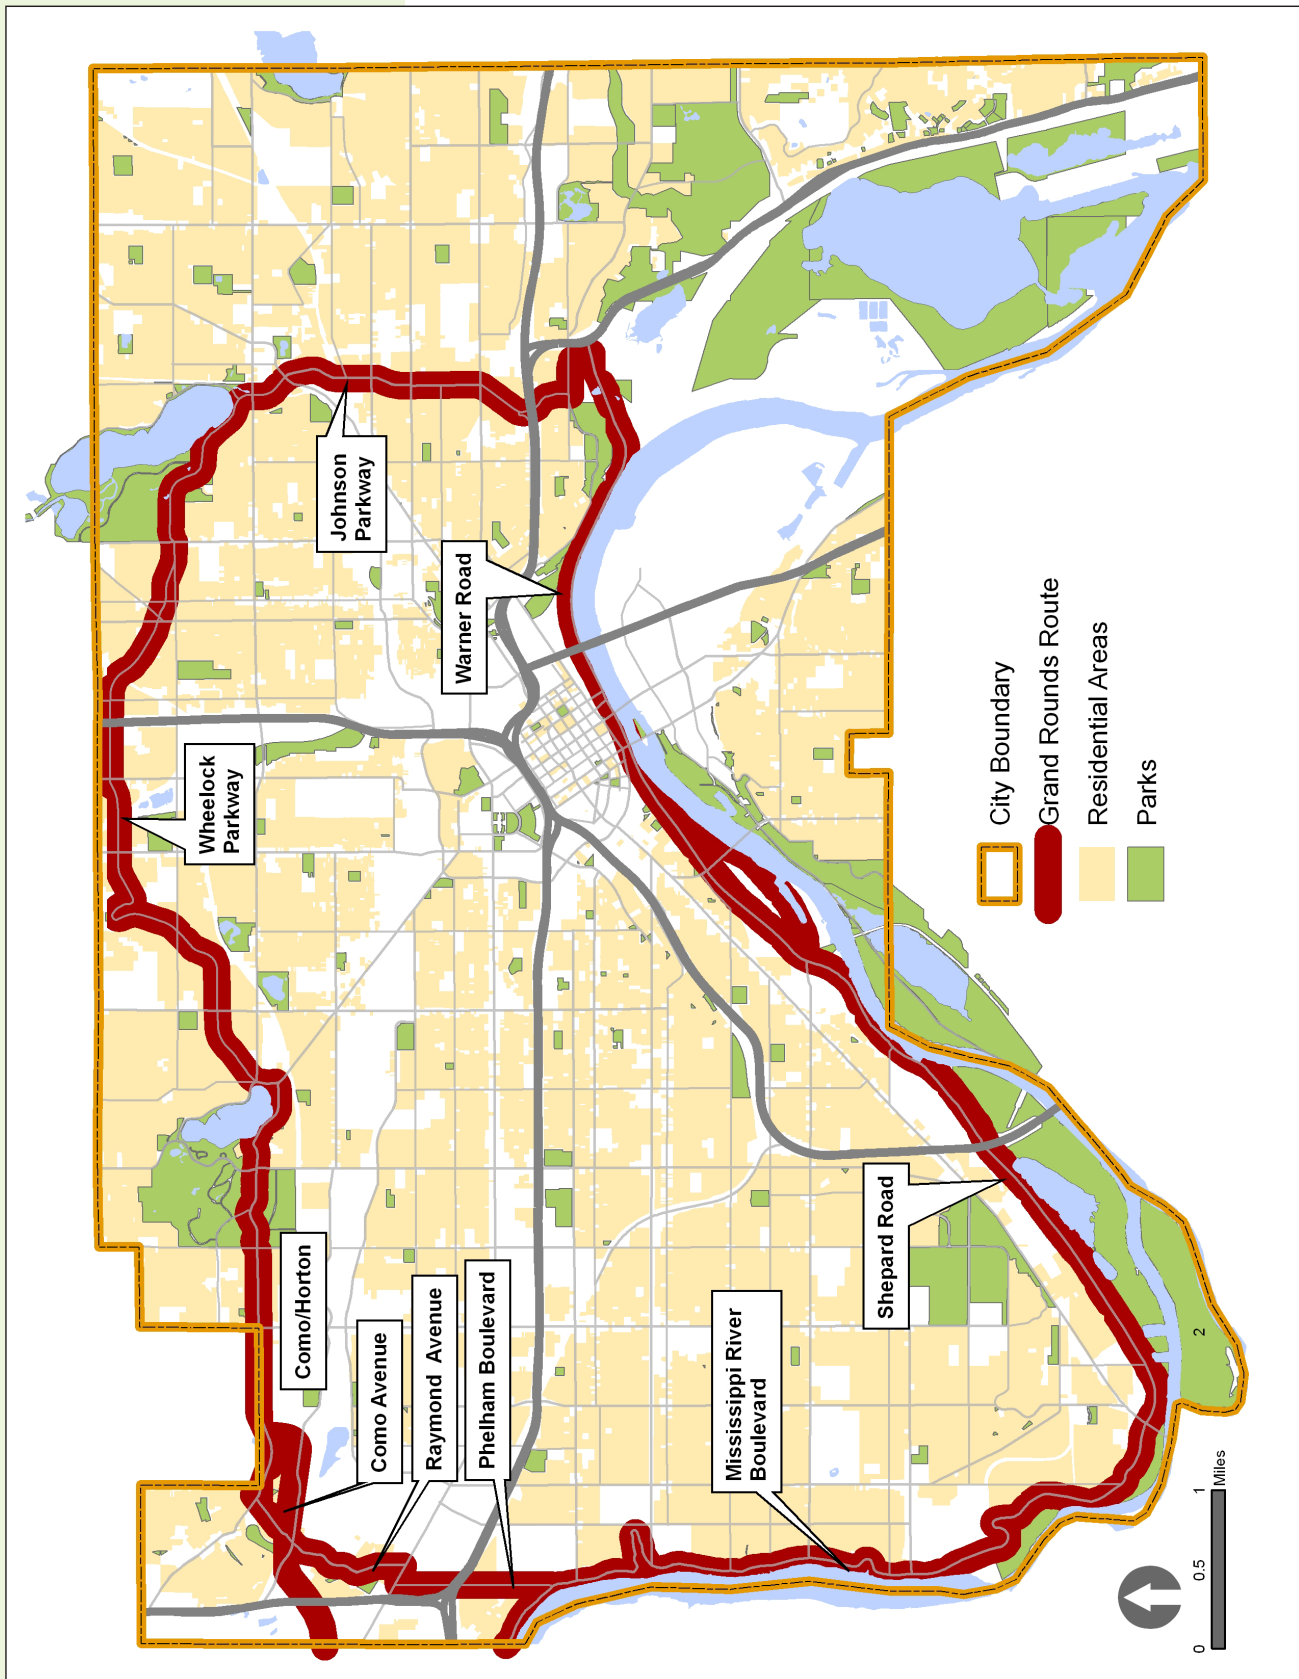 Johnson
Parkway
Warner Road
Wheelock
Parkway
Como/Horton
Como Avenue
Raymond Avenue
Phelham Boulevard
Mississippi River
Boulevard
Shepard Road
City Boundary
Grand Rounds Route
Residential Areas
Parks
2
0 0.5 1
Miles